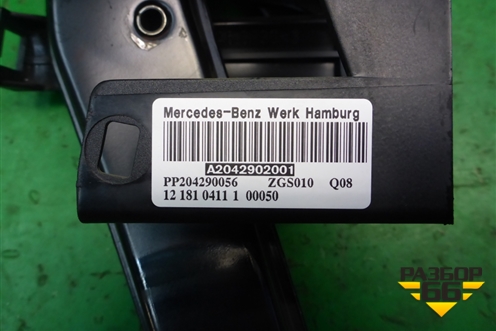 Mercedes-Benz Werk Hamburg
A2042902001
PP204290056 ZGS010 Q08
12 181 0411 1 00050
РАЗБОР
66